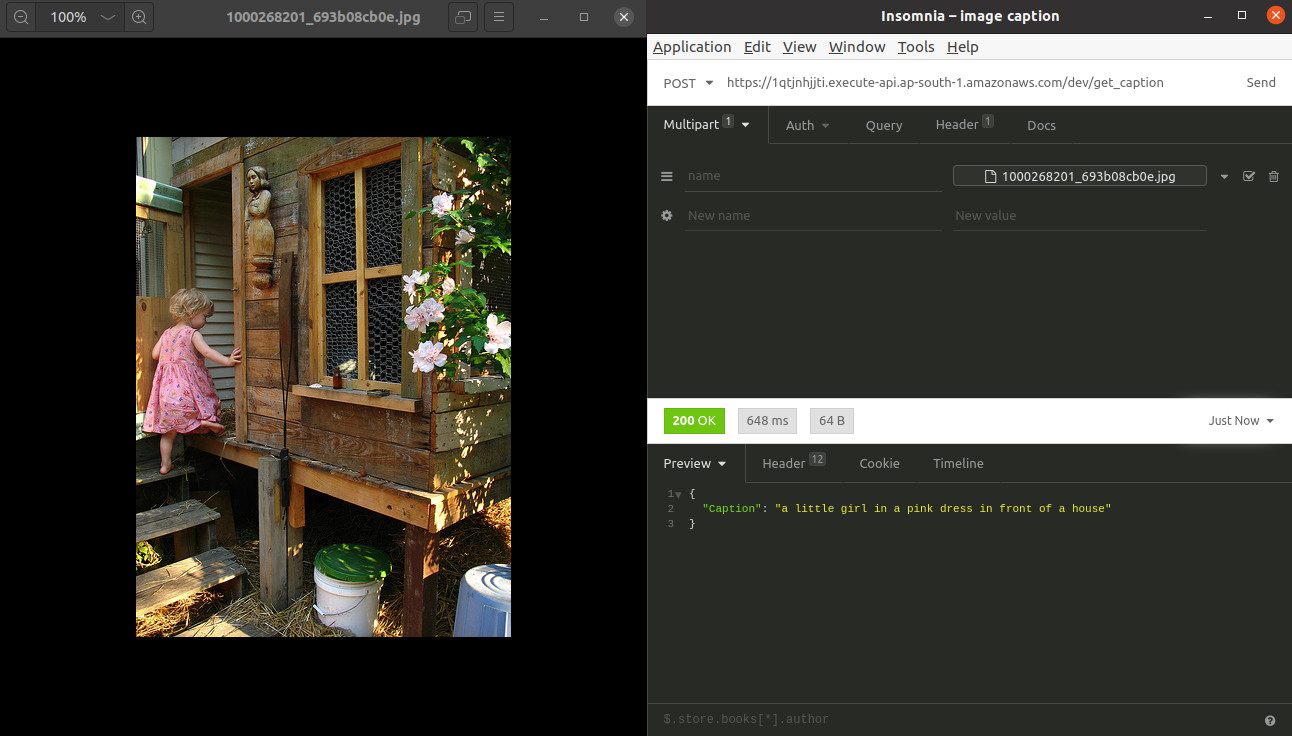 100%
1000268201_693b08cb0e.jpg
Insomnia – image caption
Application Edit View Window Tools Help
POST https://1qtjnhjjti.execute-api.ap-south-1.amazonaws.com/dev/get_caption Send
Multipart 1 Auth Query Header 1 Docs
name 1000268201_693b08cb0e.jpg
New name New value
200 OK 648 ms 64 B Just Now
Preview Header 12 Cookie Timeline
1 {
2 "Caption": "a little girl in a pink dress in front of a house"
3 }
$.store.books[*].author